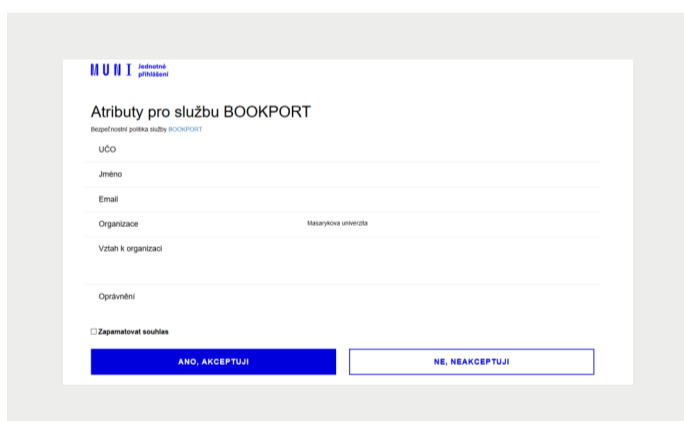 MUNI Jednotné
přihlášení
Atributy pro službu BOOKPORT
Bezpečnostní politika služby BOOKPORT
UČO
Jméno
Email
Organizace Masarykova univerzita
Vztah k organizaci
Oprávnění
Zapamatovat souhlas
ANO, AKCEPTUJI NE, NEAKCEPTUJI